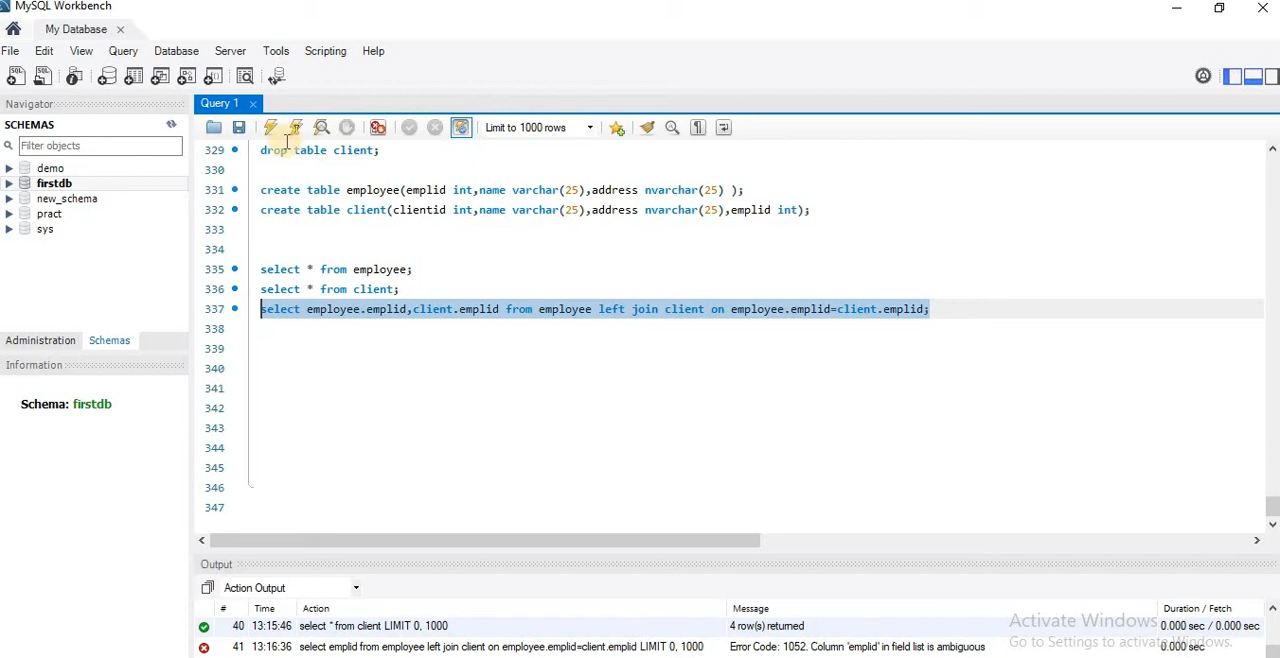 MySQL Workbench
My Database
File Edit View Query Database Server Tools Scripting Help
Navigator
Query 1
SCHEMAS
Filter objects
Limit to 1000 rows
demo
firstdb
new_schema
pract
sys
329 drop table client;
330
331 create table employee(emplid int,name varchar(25),address nvarchar(25) );
332 create table client(clientid int,name varchar(25),address nvarchar(25),emplid int);
333
334
335 select * from employee;
336 select * from client;
337 select employee.emplid,client.emplid from employee left join client on employee.emplid=client.emplid;
338
339
340
341
342
343
344
345
346
347
Administration Schemas
Information
Schema: firstdb
Output
Action Output
# Time Action Message Duration / Fetch
40 13:15:46 select * from client LIMIT 0, 1000 4 row(s) returned 0.000 sec / 0.000 sec
41 13:16:36 select emplid from employee left join client on employee.emplid=client.emplid LIMIT 0, 1000 Error Code: 1052. Column 'emplid' in field list is ambiguous 0.000 sec
Activate Windows
Go to Settings to activate Windows.